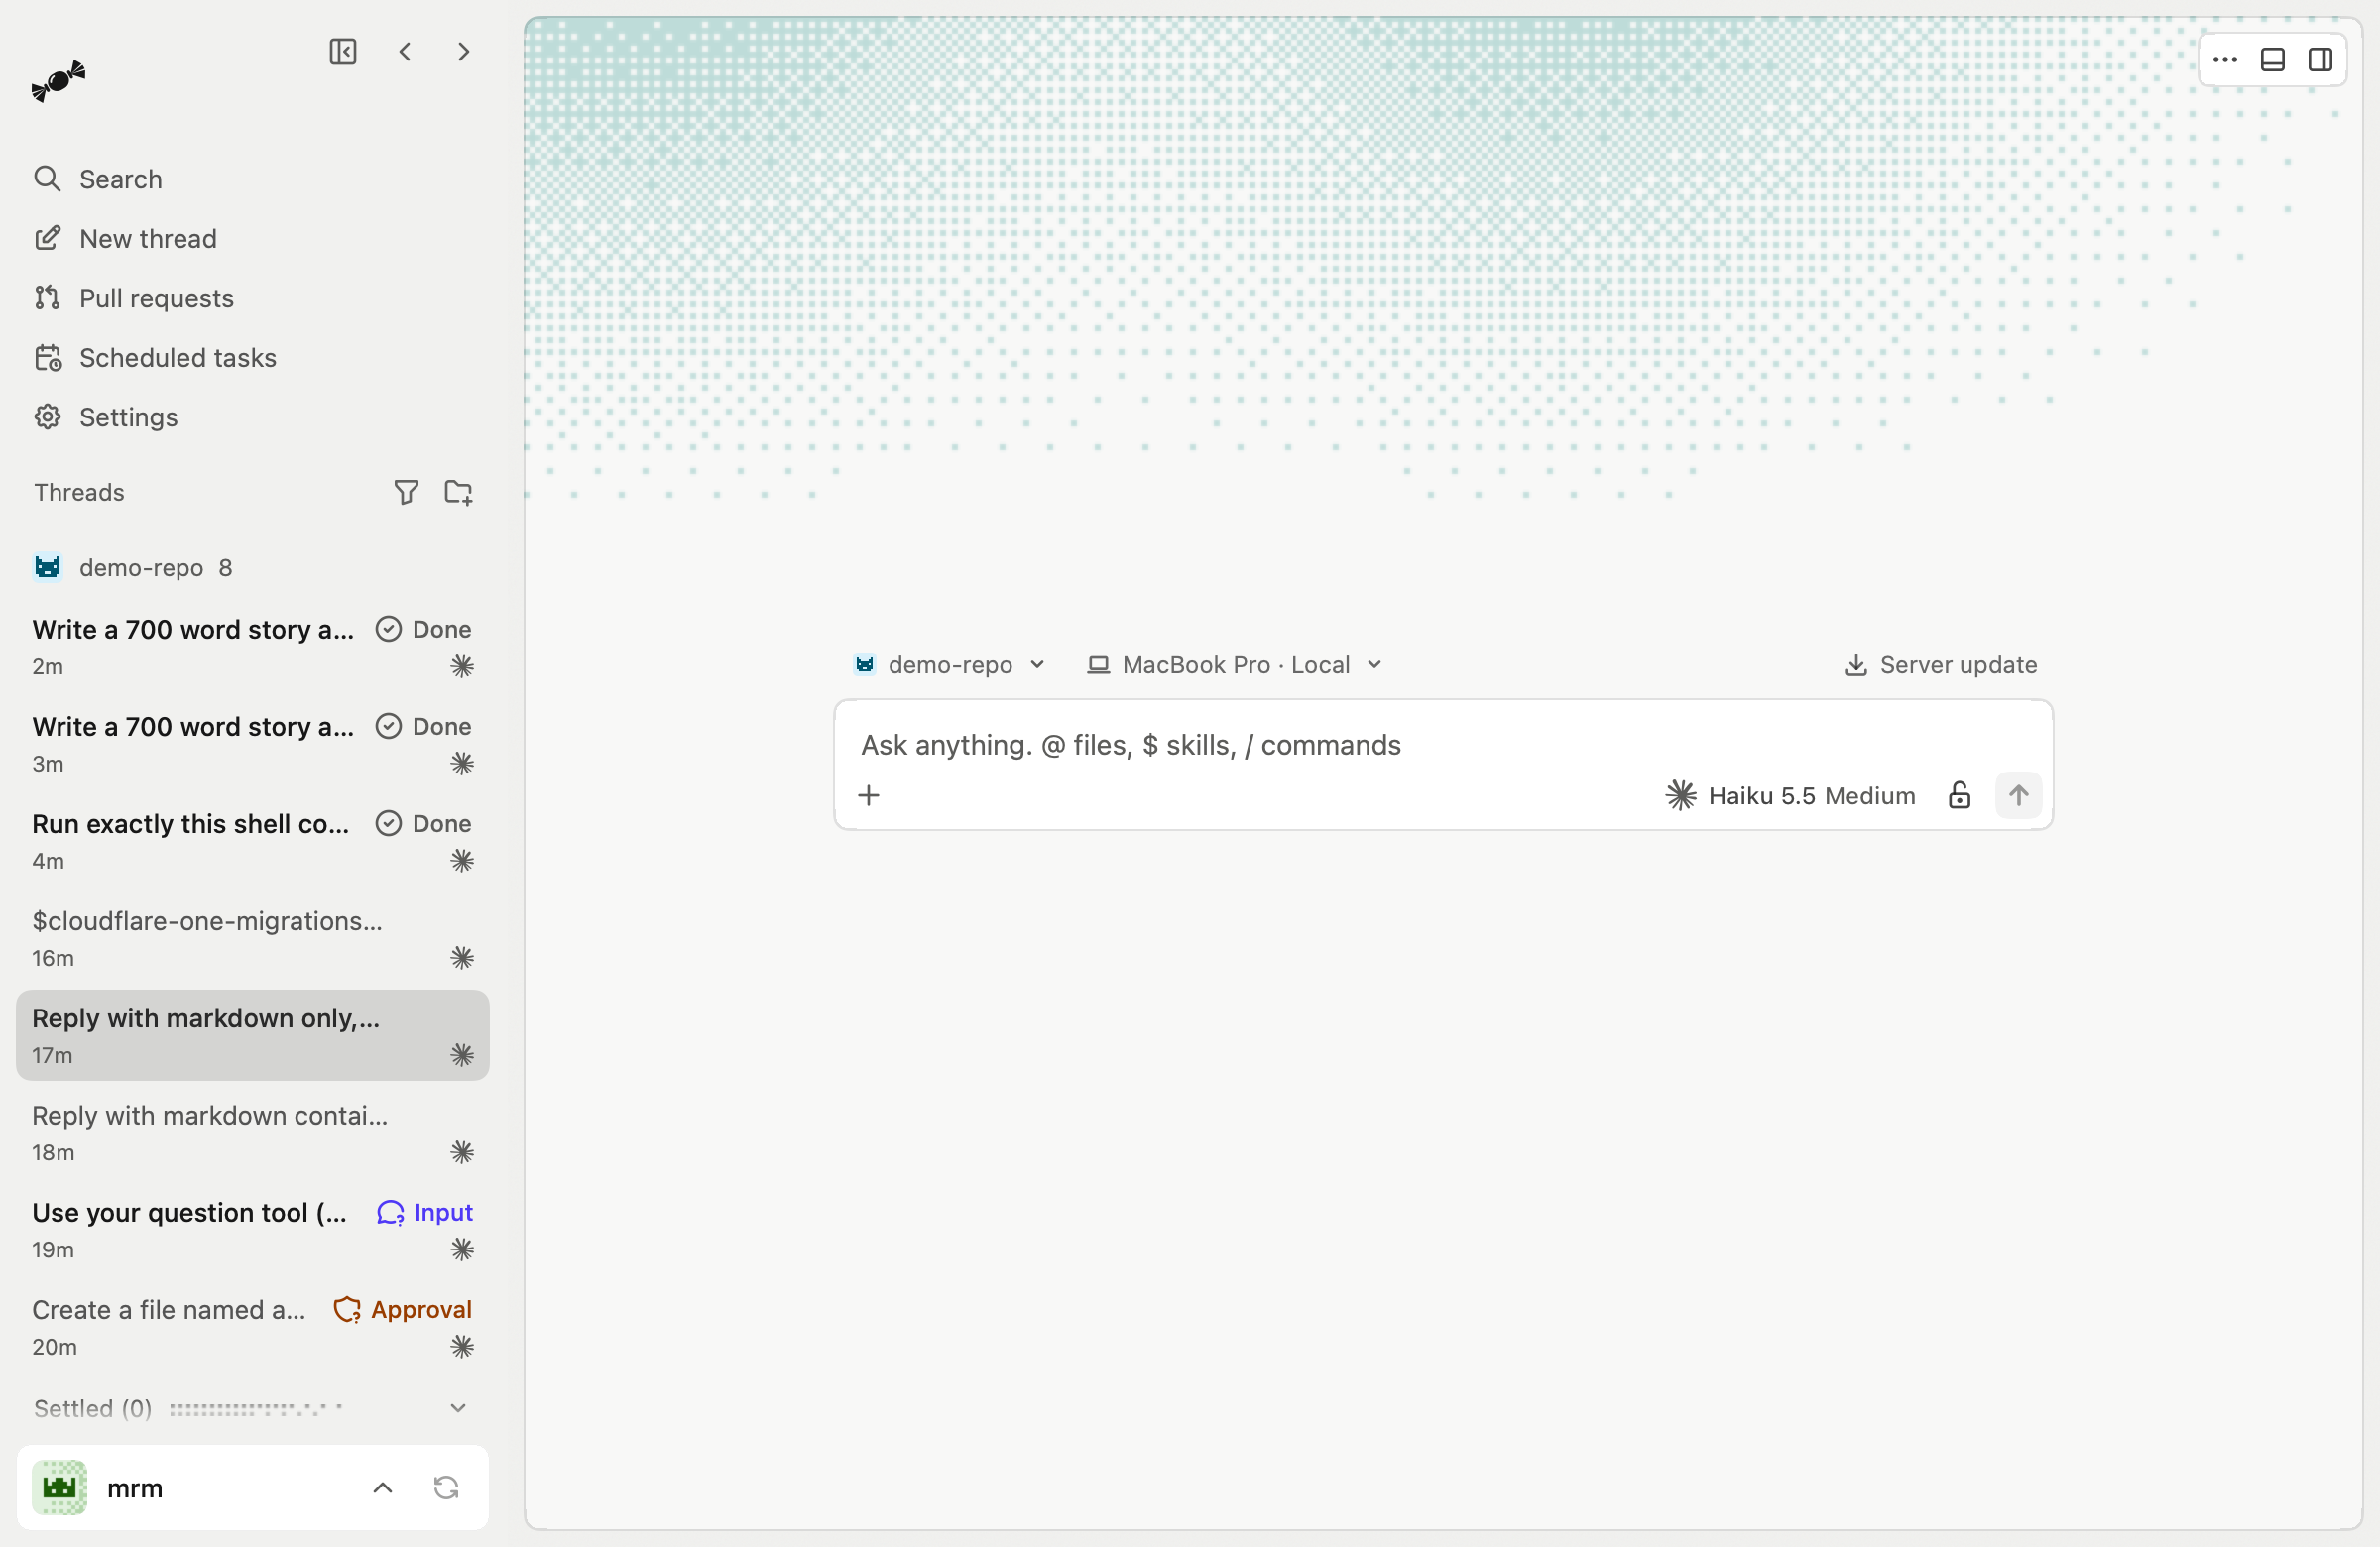 Search
New thread
Pull requests
Scheduled tasks
Settings
Threads
demo-repo 8
Write a 700 word story a... Done
2m
Write a 700 word story a... Done
3m
Run exactly this shell co... Done
4m
$cloudflare-one-migrations...
16m
Reply with markdown only,...
17m
Reply with markdown contai...
18m
Use your question tool (... Input
19m
Create a file named a... Approval
20m
Settled (0)
mrm
demo-repo MacBook Pro · Local Server update
Ask anything. @ files, $ skills, / commands
Haiku 5.5 Medium